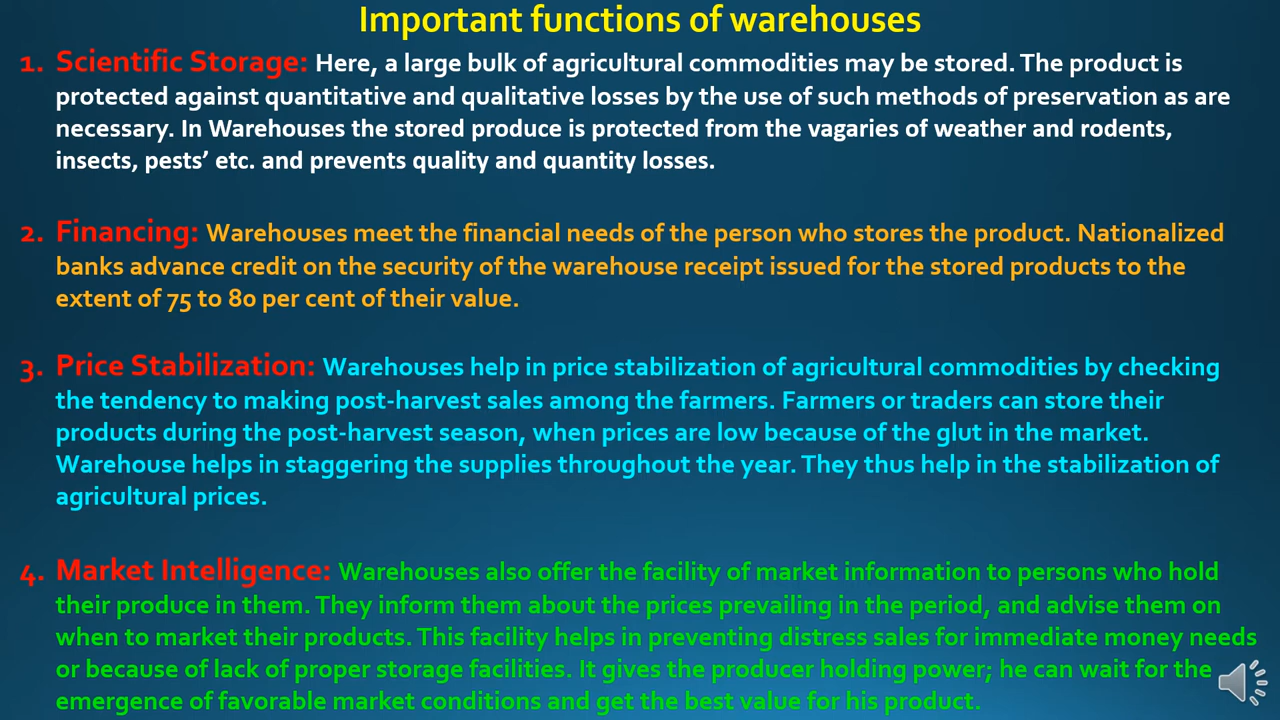 Important functions of warehouses
1. Scientific Storage: Here, a large bulk of agricultural commodities may be stored. The product is
protected against quantitative and qualitative losses by the use of such methods of preservation as are
necessary. In Warehouses the stored produce is protected from the vagaries of weather and rodents,
insects, pests’ etc. and prevents quality and quantity losses.
2. Financing: Warehouses meet the financial needs of the person who stores the product. Nationalized
banks advance credit on the security of the warehouse receipt issued for the stored products to the
extent of 75 to 80 per cent of their value.
3. Price Stabilization: Warehouses help in price stabilization of agricultural commodities by checking
the tendency to making post-harvest sales among the farmers. Farmers or traders can store their
products during the post-harvest season, when prices are low because of the glut in the market.
Warehouse helps in staggering the supplies throughout the year. They thus help in the stabilization of
agricultural prices.
4. Market Intelligence: Warehouses also offer the facility of market information to persons who hold
their produce in them. They inform them about the prices prevailing in the period, and advise them on
when to market their products. This facility helps in preventing distress sales for immediate money needs
or because of lack of proper storage facilities. It gives the producer holding power; he can wait for the
emergence of favorable market conditions and get the best value for his product.